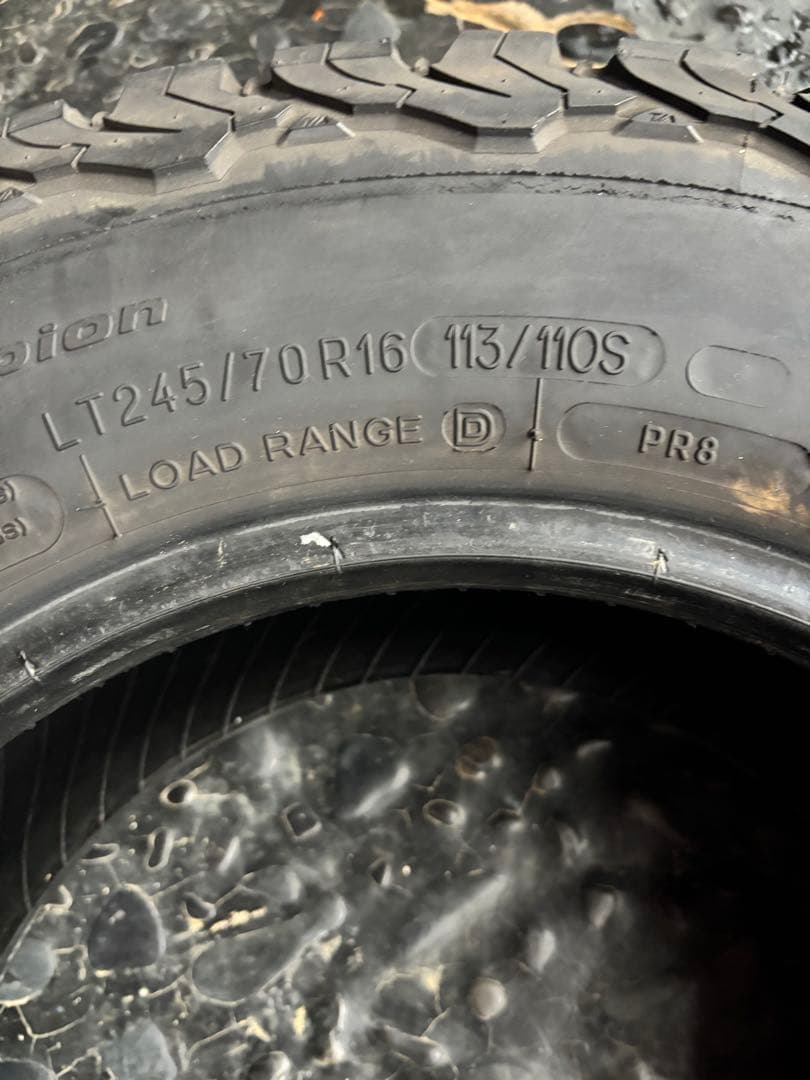 pion
LT245/70R16 113/110S
LOAD RANGE D PR8
S)